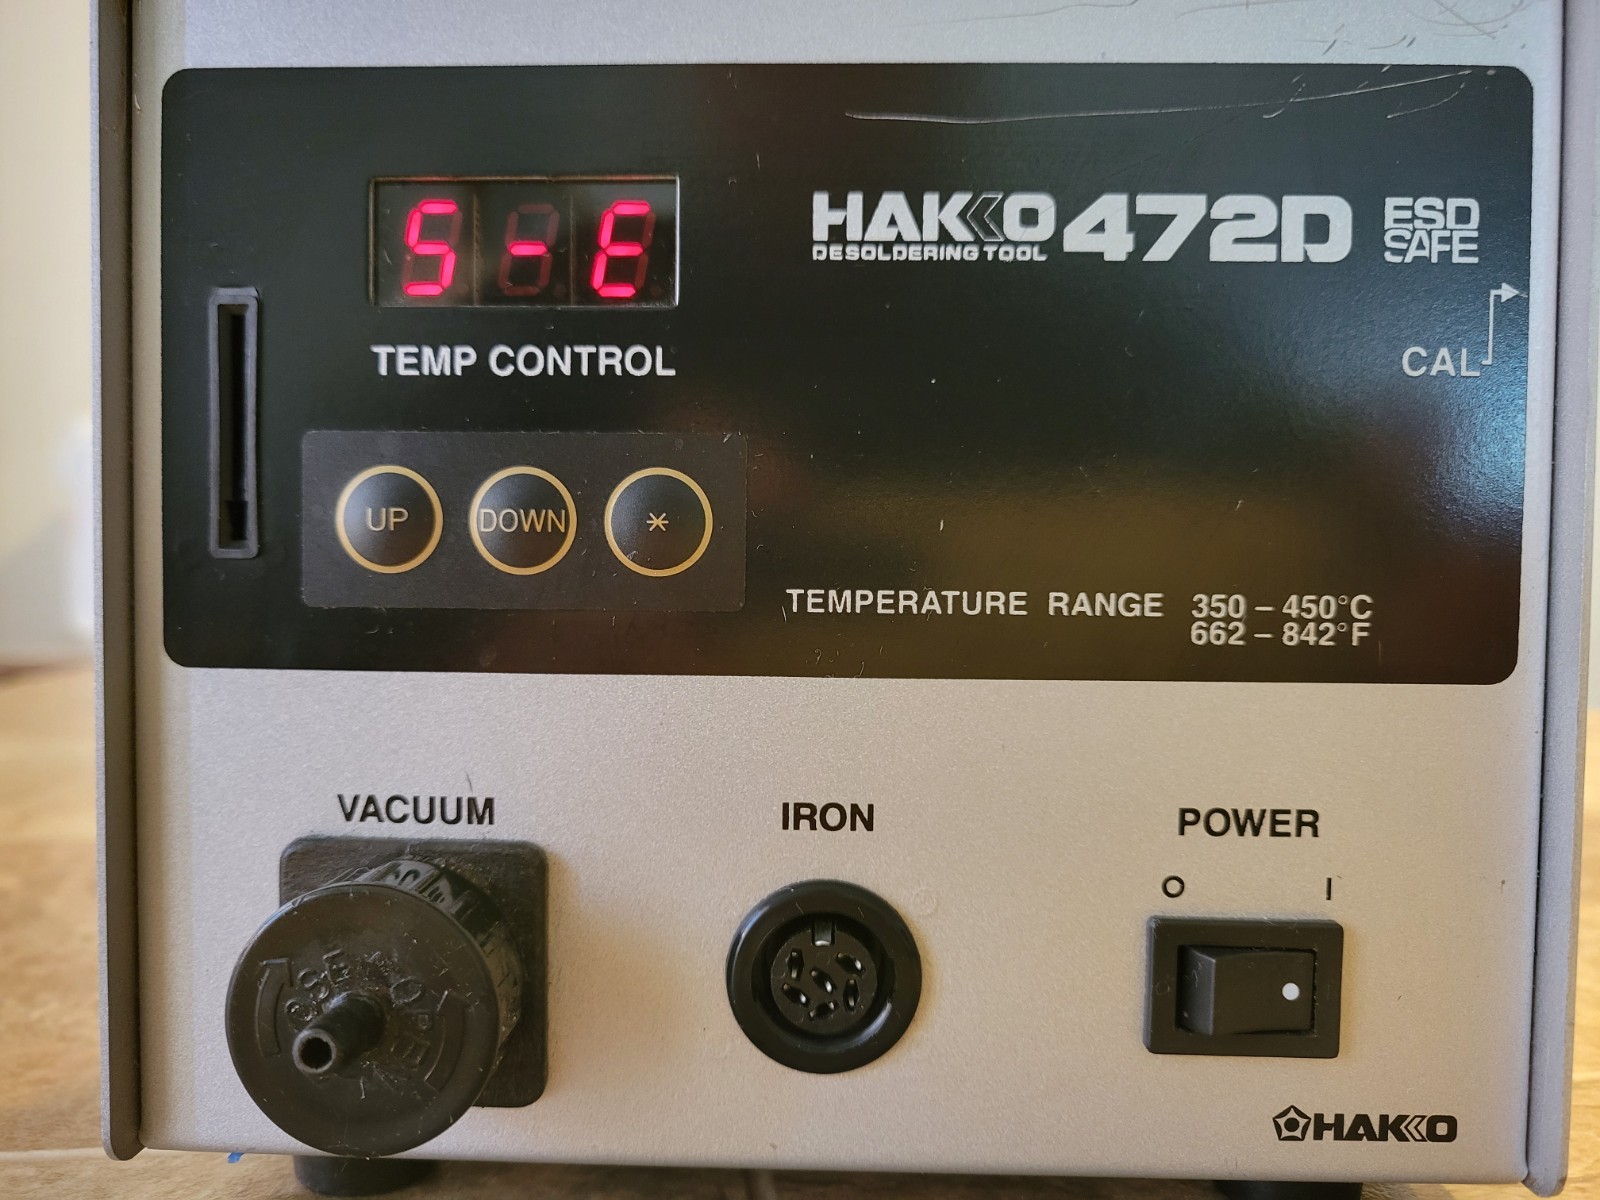 S-E
HAKKO 472D
DESOLDERING TOOL
ESD
SAFE
TEMP CONTROL
CAL
UP DOWN *
TEMPERATURE RANGE 350 – 450°C
662 – 842°F
VACUUM
IRON
POWER
O I
OPEN
HAKKO